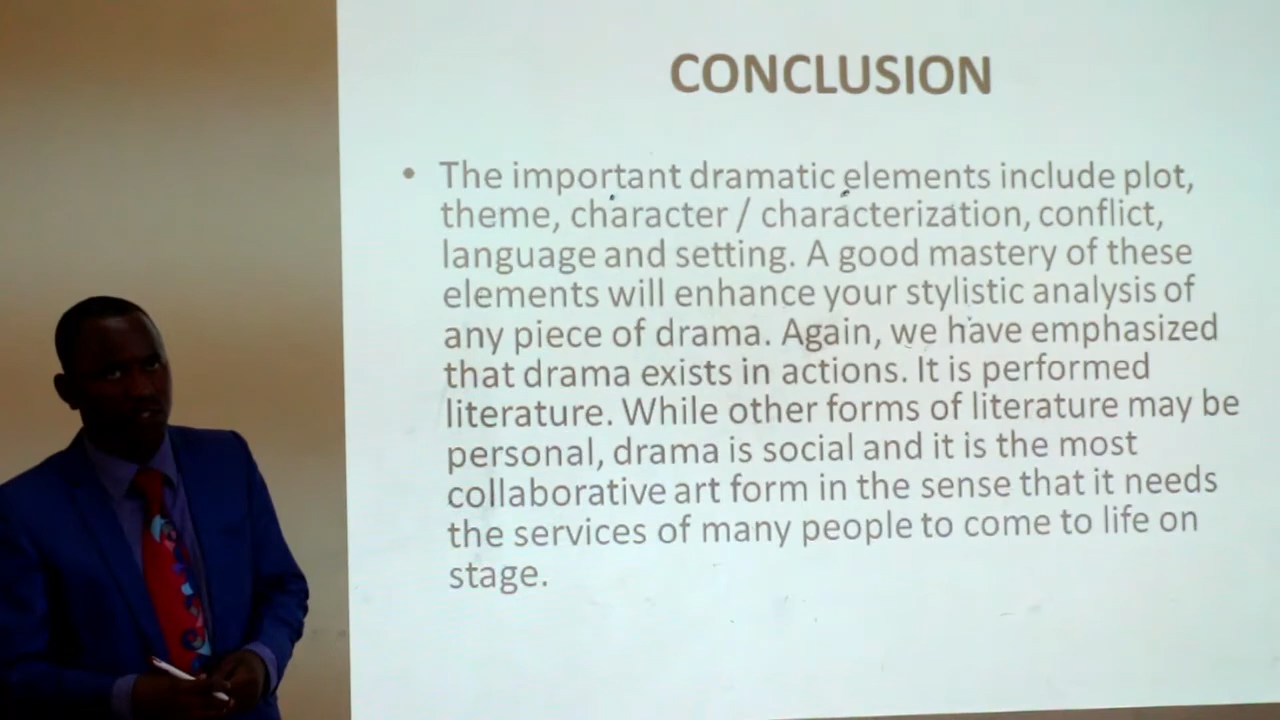 CONCLUSION
• The important dramatic elements include plot,
theme, character / characterization, conflict,
language and setting. A good mastery of these
elements will enhance your stylistic analysis of
any piece of drama. Again, we have emphasized
that drama exists in actions. It is performed
literature. While other forms of literature may be
personal, drama is social and it is the most
collaborative art form in the sense that it needs
the services of many people to come to life on
stage.